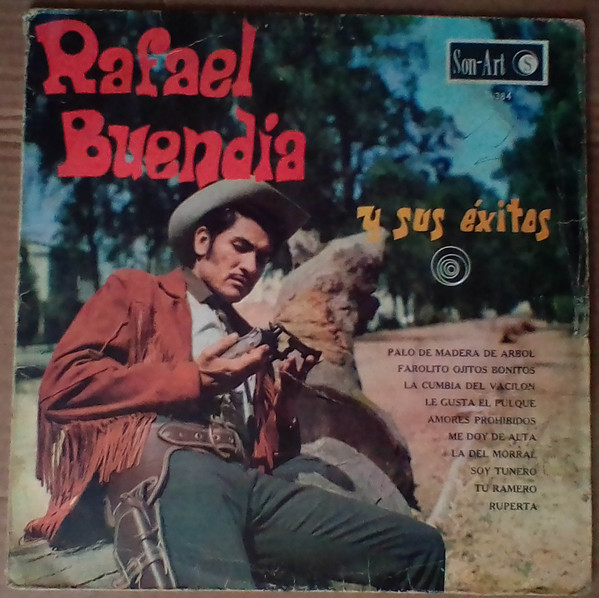 Rafael
Buendía
Son-Art S
384
y sus éxitos
PALO DE MADERA DE ARBOL
FAROLITO OJITOS BONITOS
LA CUMBIA DEL VACILON
LE GUSTA EL PULQUE
AMORES PROHIBIDOS
ME DOY DE ALTA
LA DEL MORRAL
SOY TUNERO
TU RAMERO
RUPERTA